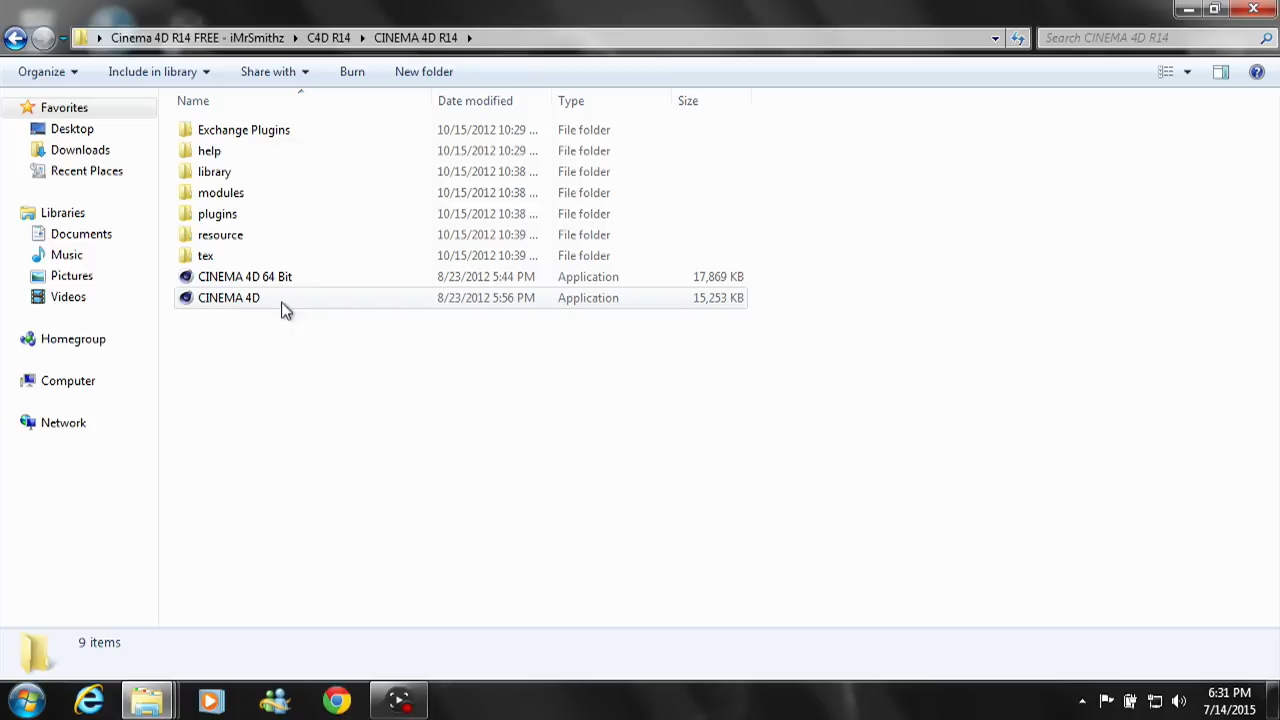 Cinema 4D R14 FREE - iMrSmithz C4D R14 CINEMA 4D R14 Search CINEMA 4D R14
Organize Include in library Share with Burn New folder
Favorites
Desktop
Downloads
Recent Places
Libraries
Documents
Music
Pictures
Videos
Homegroup
Computer
Network
Name Date modified Type Size
Exchange Plugins 10/15/2012 10:29 ... File folder
help 10/15/2012 10:29 ... File folder
library 10/15/2012 10:38 ... File folder
modules 10/15/2012 10:38 ... File folder
plugins 10/15/2012 10:38 ... File folder
resource 10/15/2012 10:39 ... File folder
tex 10/15/2012 10:39 ... File folder
CINEMA 4D 64 Bit 8/23/2012 5:44 PM Application 17,869 KB
CINEMA 4D 8/23/2012 5:56 PM Application 15,253 KB
9 items
6:31 PM
7/14/2015